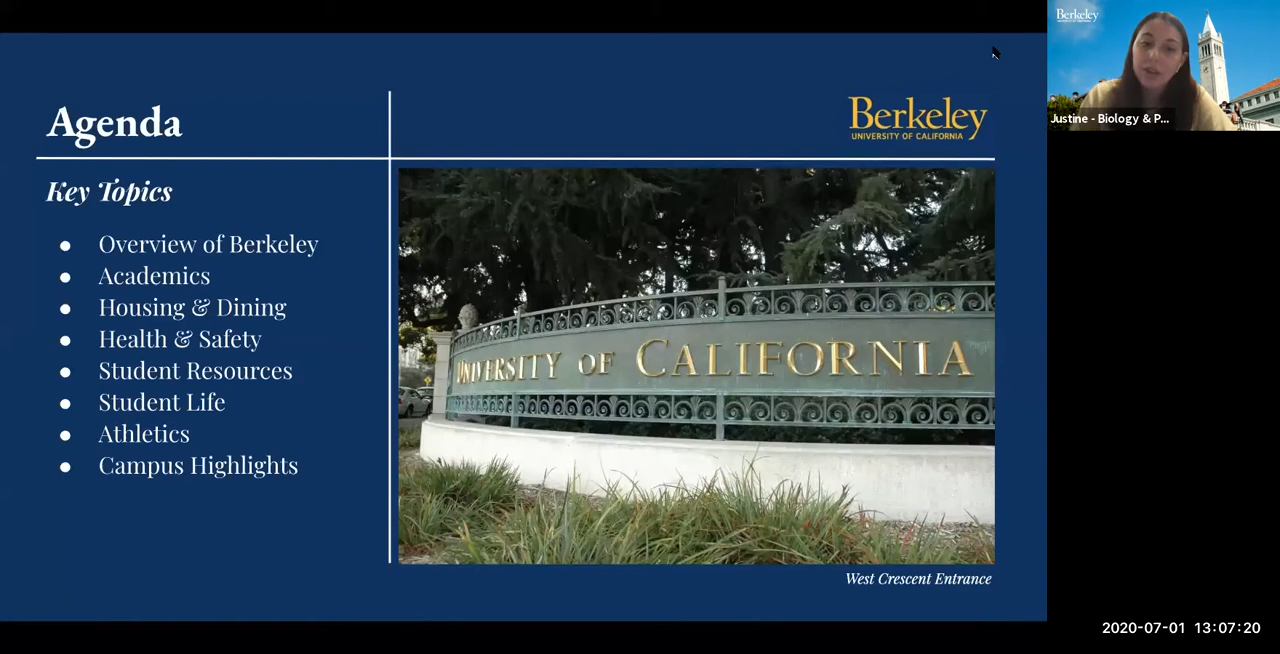 Agenda
Berkeley
UNIVERSITY OF CALIFORNIA
Key Topics
● Overview of Berkeley
● Academics
● Housing & Dining
● Health & Safety
● Student Resources
● Student Life
● Athletics
● Campus Highlights
UNIVERSITY OF CALIFORNIA
West Crescent Entrance
Berkeley
Justine - Biology & P...
2020-07-01 13:07:20